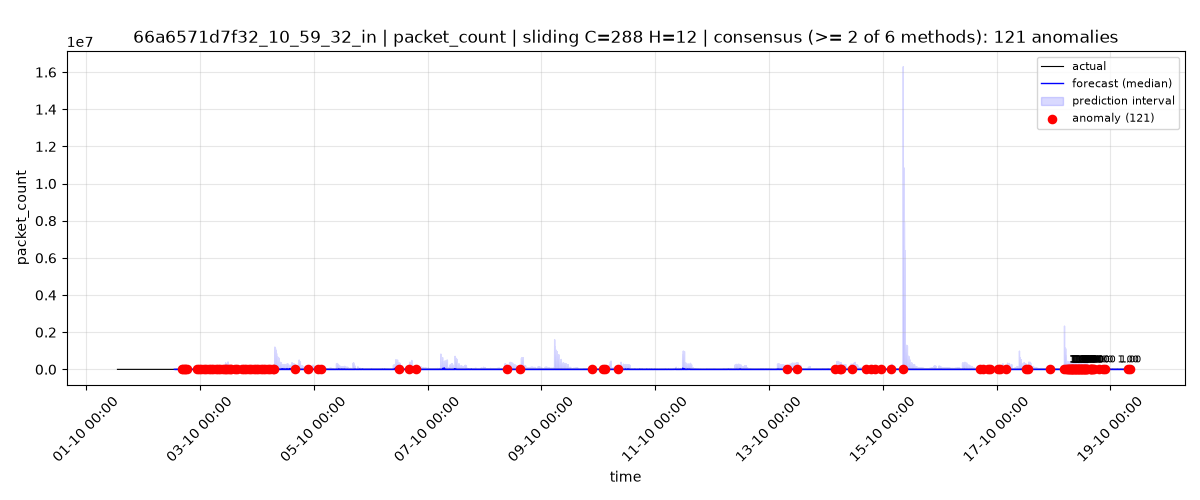 66a6571d7f32_10_59_32_in | packet_count | sliding C=288 H=12 | consensus (>= 2 of 6 methods): 121 anomalies
1e7
actual
forecast (median)
prediction interval
anomaly (121)
1.6
1.4
1.2
1.0
0.8
0.6
0.4
0.2
0.0
packet_count
01-10 00:00
03-10 00:00
05-10 00:00
07-10 00:00
09-10 00:00
11-10 00:00
13-10 00:00
15-10 00:00
17-10 00:00
19-10 00:00
time